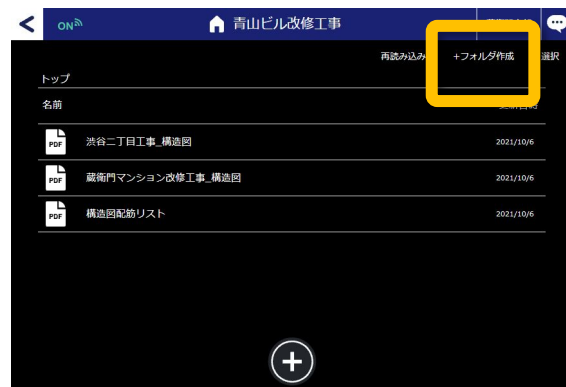 ON
青山ビル改修工事
再読み込み
+フォルダ作成
選択
トップ
名前
PDF 渋谷二丁目工事_構造図 2021/10/6
PDF 蔵衛門マンション改修工事_構造図 2021/10/6
PDF 構造図配筋リスト 2021/10/6